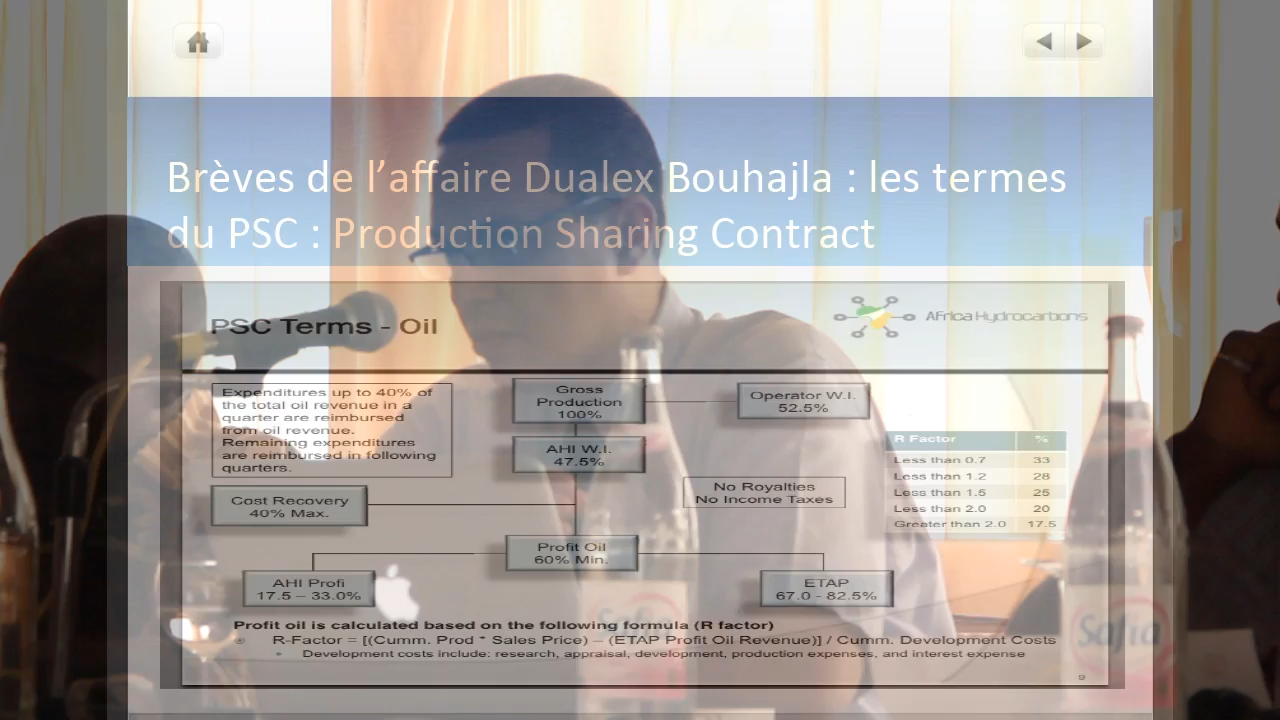 Brèves de l’affaire Dualex Bouhajla : les termes
du PSC : Production Sharing Contract
PSC Terms - Oil
Africa Hydrocarbons
Expenditures up to 40% of
the total oil revenue in a
quarter are reimbursed
from oil revenue.
Remaining expenditures
are reimbursed in following
quarters.
Gross
Production
100%
Operator W.I.
52.5%
AHI W.I.
47.5%
R Factor %
Less than 0.7 33
Less than 1.2 28
Less than 1.5 25
Less than 2.0 20
Greater than 2.0 17.5
No Royalties
No Income Taxes
Cost Recovery
40% Max.
Profit Oil
60% Min.
AHI Profi
17.5 – 33.0%
ETAP
67.0 - 82.5%
Profit oil is calculated based on the following formula (R factor)
R-Factor = [(Cumm. Prod * Sales Price) – (ETAP Profit Oil Revenue)] / Cumm. Development Costs
Development costs include: research, appraisal, development, production expenses, and interest expense
9
Safia
Safia